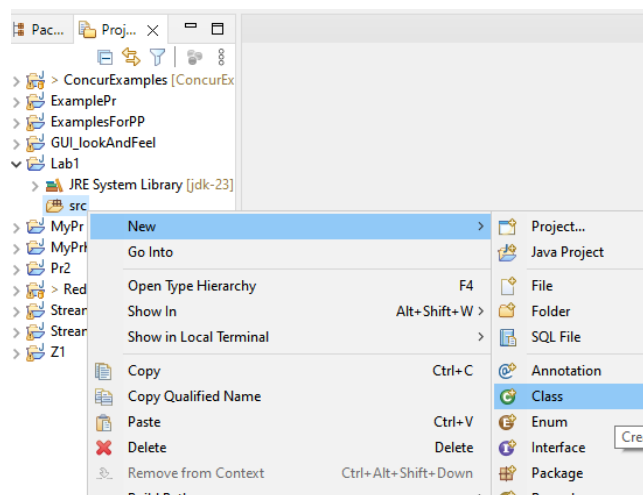 Pac... Proj...
> ConcurExamples [ConcurEx
ExamplePr
ExamplesForPP
GUI_lookAndFeel
Lab1
JRE System Library [jdk-23]
src
MyPr
MyPr
Pr2
> Red
Strear
Strear
Z1
New
Go Into
Open Type Hierarchy F4
Show In Alt+Shift+W >
Show in Local Terminal
Copy Ctrl+C
Copy Qualified Name
Paste Ctrl+V
Delete Delete
Remove from Context Ctrl+Alt+Shift+Down
Project...
Java Project
File
Folder
SQL File
Annotation
Class
Enum
Interface
Cre
Package